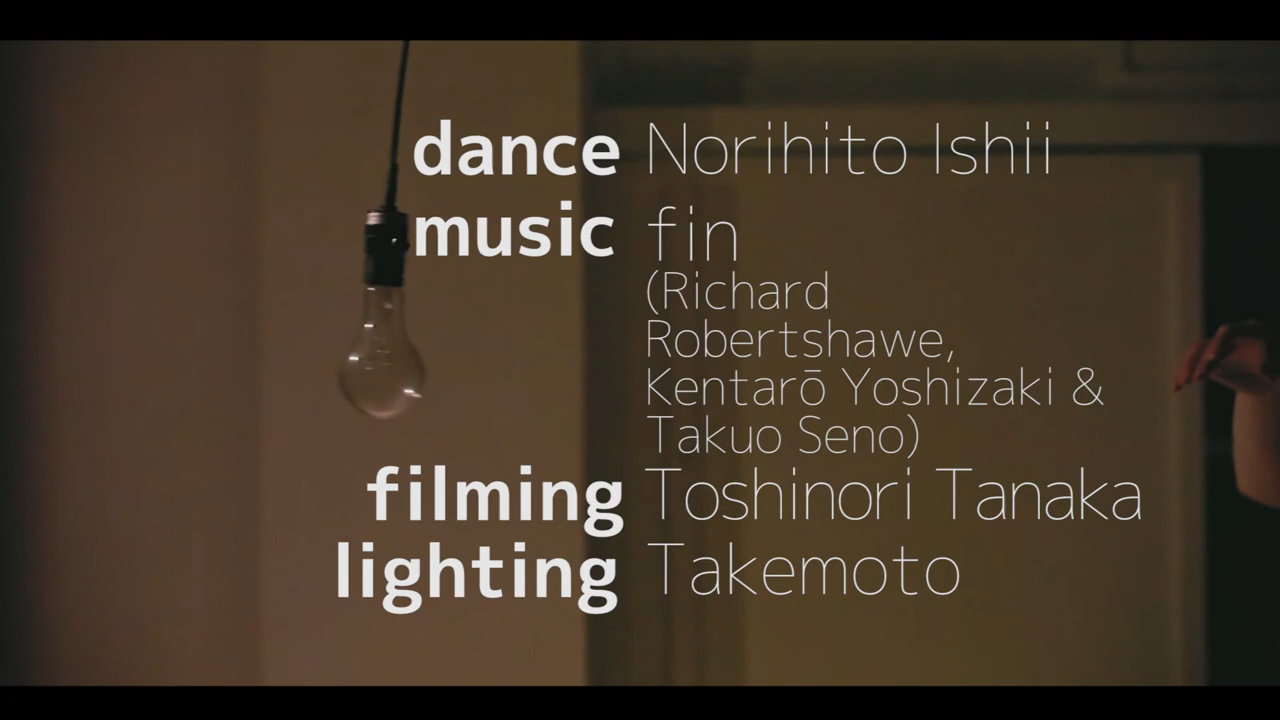 dance Norihito Ishii
music fin
(Richard
Robertshawe,
Kentarō Yoshizaki &
Takuo Seno)
filming Toshinori Tanaka
lighting Takemoto